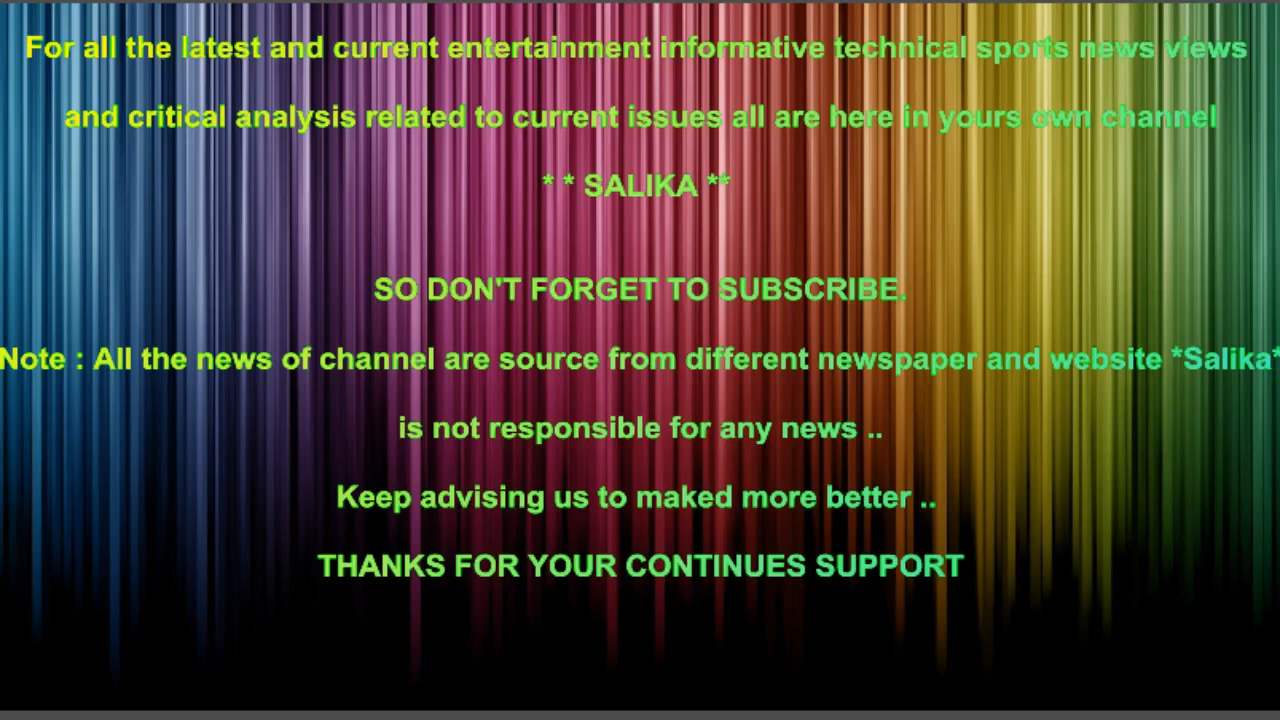 For all the latest and current entertainment informative technical sports news views
and critical analysis related to current issues all are here in yours own channel
* * SALIKA **
SO DON'T FORGET TO SUBSCRIBE.
Note : All the news of channel are source from different newspaper and website *Salika*
is not responsible for any news ..
Keep advising us to maked more better ..
THANKS FOR YOUR CONTINUES SUPPORT